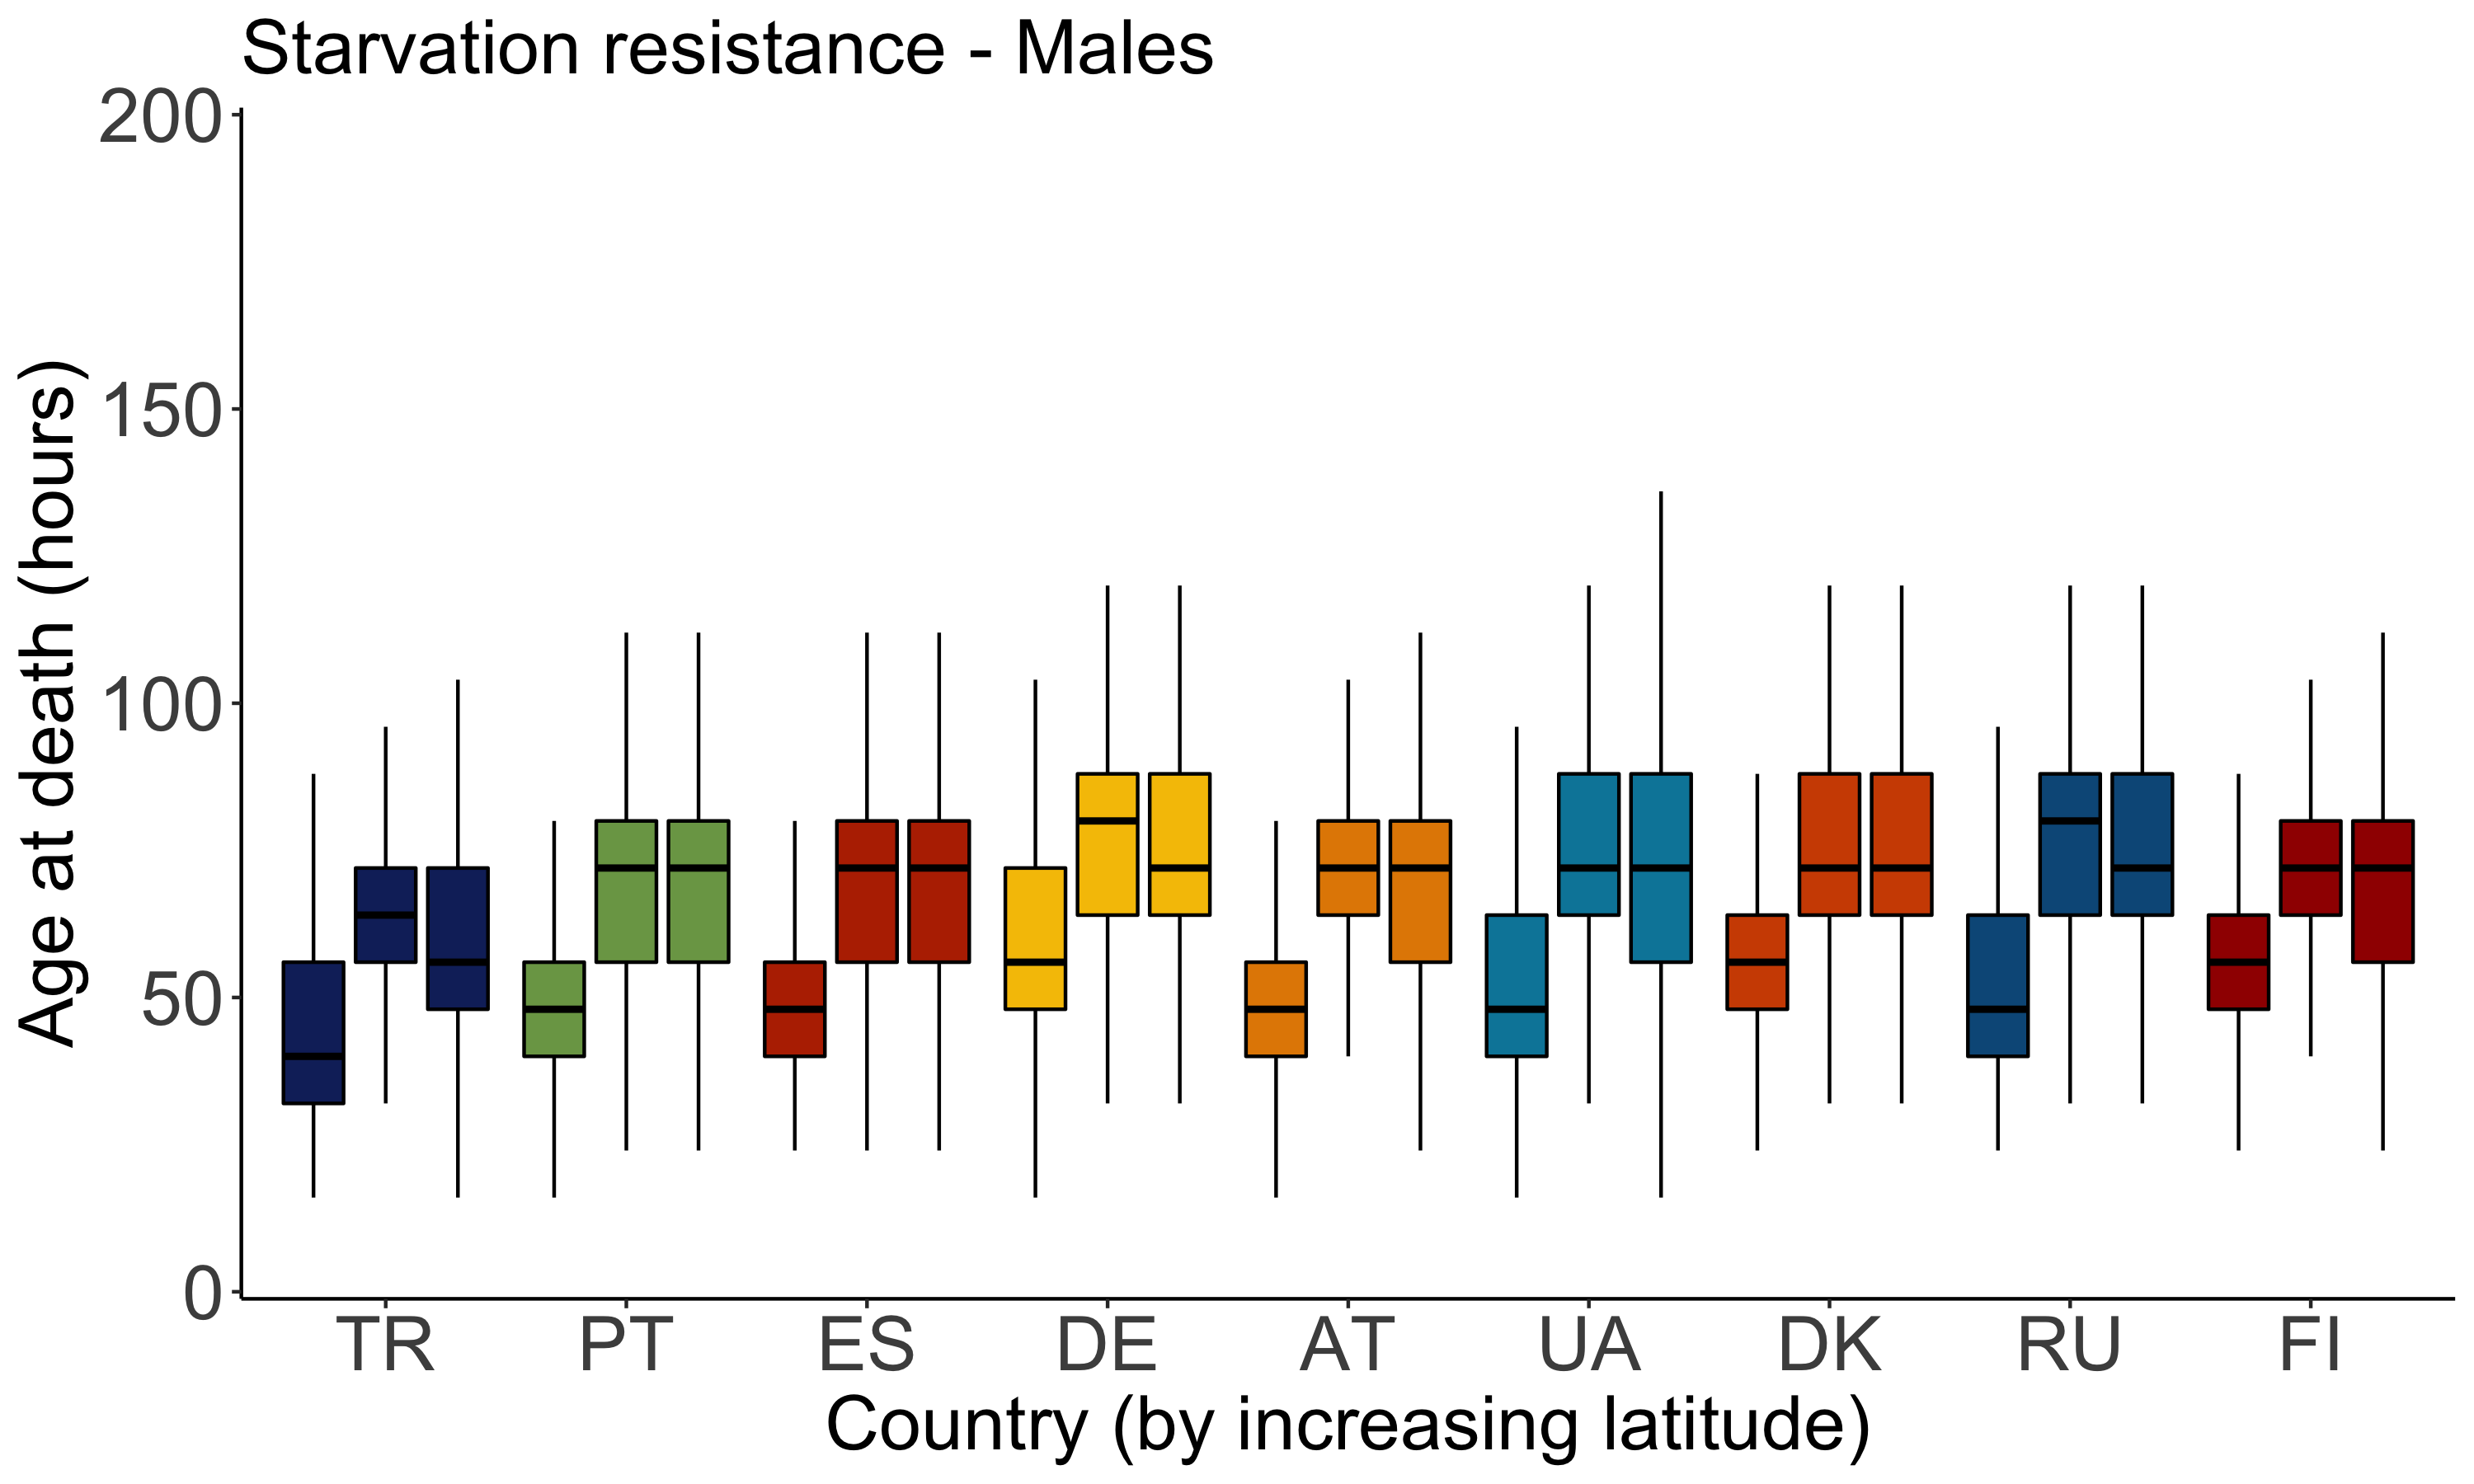 Starvation resistance - Males
200
150
100
50
0
Age at death (hours)
TR PT ES DE AT UA DK RU FI
Country (by increasing latitude)